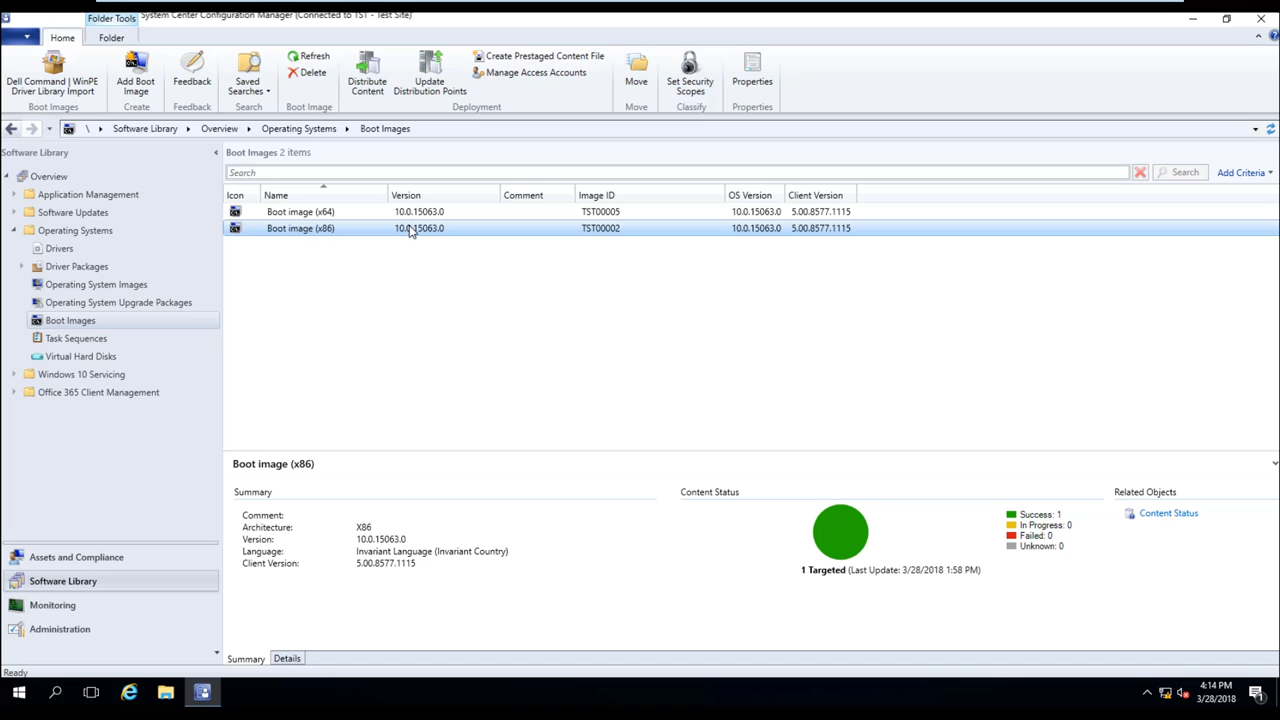 Folder Tools
System Center Configuration Manager (Connected to TST - Test Site)
Home
Folder
Dell Command | WinPE
Driver Library Import
Add Boot
Image
Feedback
Saved
Searches
Refresh
Delete
Distribute
Content
Update
Distribution Points
Create Prestaged Content File
Manage Access Accounts
Move
Set Security
Scopes
Properties
Boot Images
Create
Feedback
Search
Boot Image
Deployment
Move
Classify
Properties
\ Software Library Overview Operating Systems Boot Images
Software Library
Overview
Application Management
Software Updates
Operating Systems
Drivers
Driver Packages
Operating System Images
Operating System Upgrade Packages
Boot Images
Task Sequences
Virtual Hard Disks
Windows 10 Servicing
Office 365 Client Management
Assets and Compliance
Software Library
Monitoring
Administration
Boot Images 2 items
Search
Search
Add Criteria
Icon Name Version Comment Image ID OS Version Client Version
Boot image (x64) 10.0.15063.0 TST00005 10.0.15063.0 5.00.8577.1115
Boot image (x86) 10.0.15063.0 TST00002 10.0.15063.0 5.00.8577.1115
Boot image (x86)
Summary
Comment:
Architecture: X86
Version: 10.0.15063.0
Language: Invariant Language (Invariant Country)
Client Version: 5.00.8577.1115
Content Status
Success: 1
In Progress: 0
Failed: 0
Unknown: 0
1 Targeted (Last Update: 3/28/2018 1:58 PM)
Related Objects
Content Status
Summary
Details
Ready
4:14 PM
3/28/2018
1